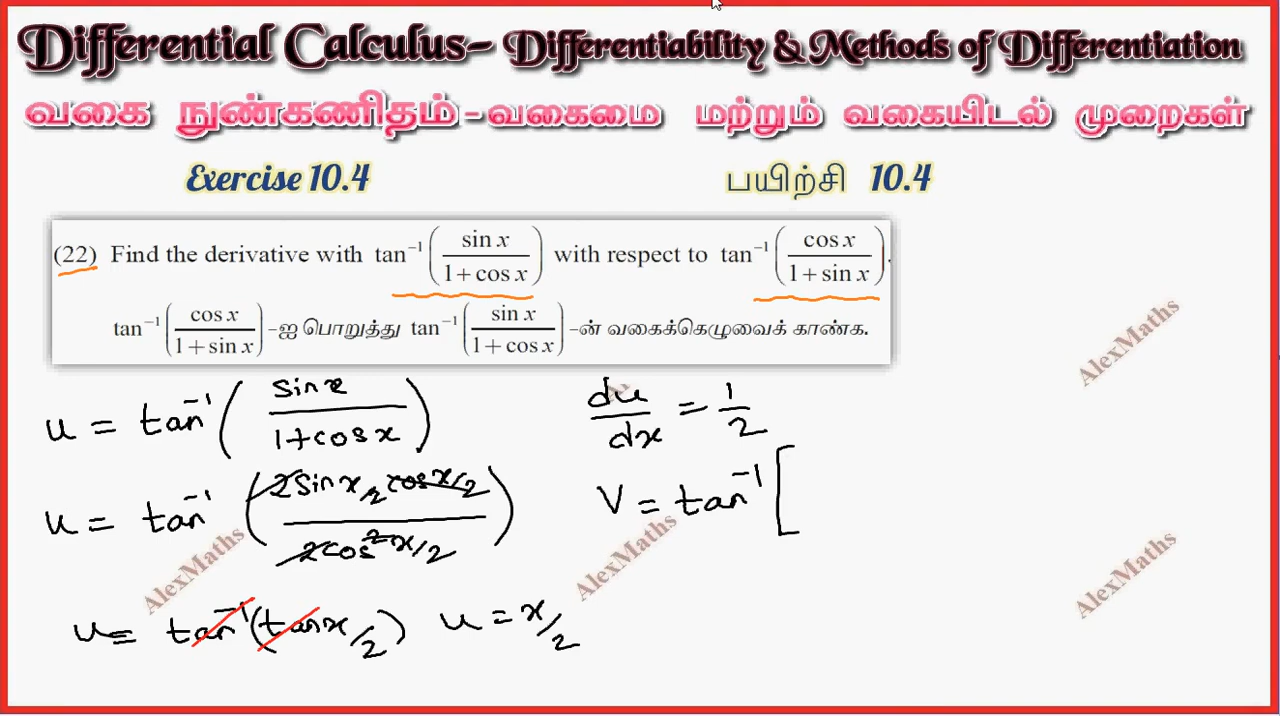 Differential Calculus- Differentiability & Methods of Differentiation
வகை நுண்கணிதம் - வகைமை மற்றும் வகையிடல் முறைகள்
Exercise 10.4 பயிற்சி 10.4
(22) Find the derivative with tan⁻¹(sin x / (1 + cos x)) with respect to tan⁻¹(cos x / (1 + sin x)).
tan⁻¹(cos x / (1 + sin x)) -ஐ பொறுத்து tan⁻¹(sin x / (1 + cos x)) -ன் வகைக்கெழுவைக் காண்க.
u = tan⁻¹(sin x / (1 + cos x))
u = tan⁻¹(2 sin x/2 cos x/2 / 2cos² x/2)
u = tan⁻¹(tan x/2) u = x/2
du/dx = 1/2
V = tan⁻¹[
AlexMaths
AlexMaths
AlexMaths
AlexMaths